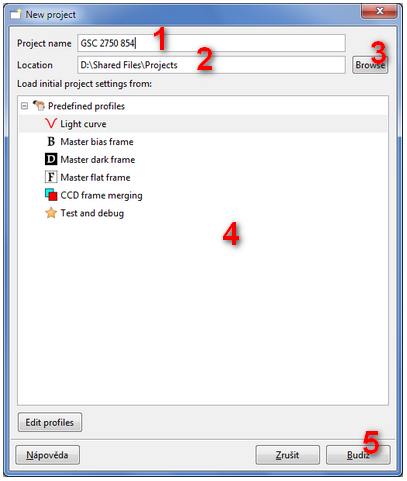 New project
Project name GSC 2750 854 1
Location D:\Shared Files\Projects 2 Browse 3
Load initial project settings from:
Predefined profiles
Light curve
B Master bias frame
D Master dark frame
F Master flat frame
CCD frame merging
Test and debug
4
Edit profiles
5
Nápověda Zrušit Budiž